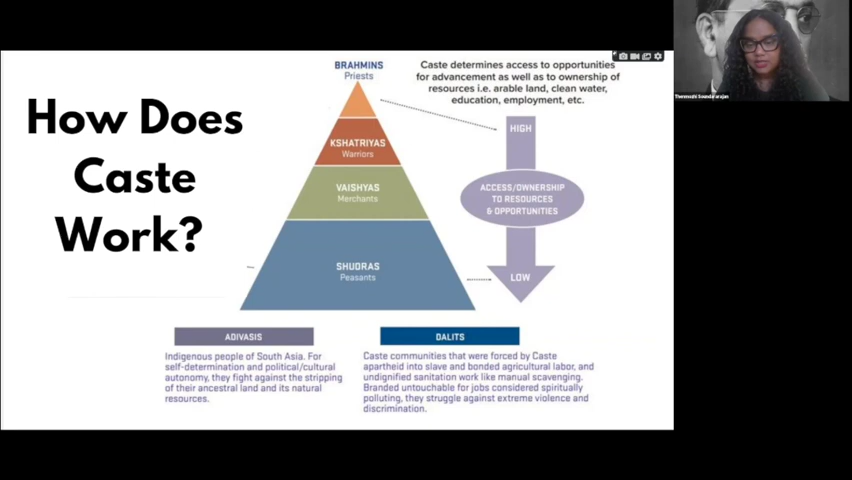 How Does
Caste
Work?
BRAHMINS
Priests
KSHATRIYAS
Warriors
VAISHYAS
Merchants
SHUDRAS
Peasants
Caste determines access to opportunities
for advancement as well as to ownership of
resources i.e. arable land, clean water,
education, employment, etc.
HIGH
ACCESS/OWNERSHIP
TO RESOURCES
& OPPORTUNITIES
LOW
ADIVASIS
Indigenous people of South Asia. For
self-determination and political/cultural
autonomy, they fight against the stripping
of their ancestral land and its natural
resources.
DALITS
Caste communities that were forced by Caste
apartheid into slave and bonded agricultural labor, and
undignified sanitation work like manual scavenging.
Branded untouchable for jobs considered spiritually
polluting, they struggle against extreme violence and
discrimination.
Thenmozhi Soundararajan